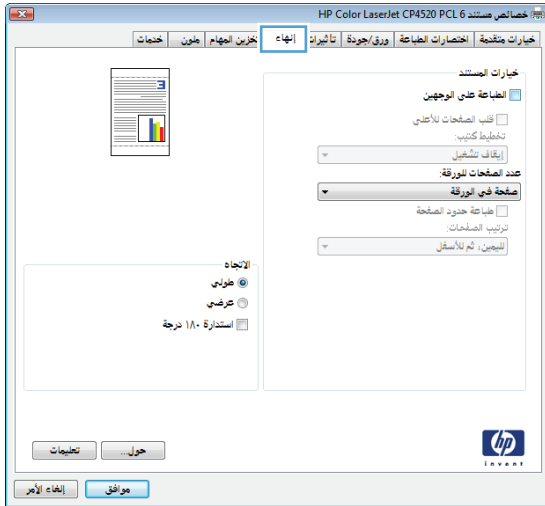 خصائص مستند HP Color LaserJet CP4520 PCL 6
خيارات متقدمة
اختصارات الطباعة
ورق/جودة
تأثيرات
إنهاء
تخزين المهام
ملون
خدمات
خيارات المستند
الطباعة على الوجهين
قلب الصفحات للأعلى
تخطيط كتيب:
إيقاف تشغيل
عدد الصفحات للورقة:
صفحة في الورقة
طباعة حدود الصفحة
ترتيب الصفحات:
لليمين، ثم للأسفل
الاتجاه
طولي
عرضي
استدارة ١٨٠ درجة
hp
invent
حول...
تعليمات
موافق
إلغاء الأمر